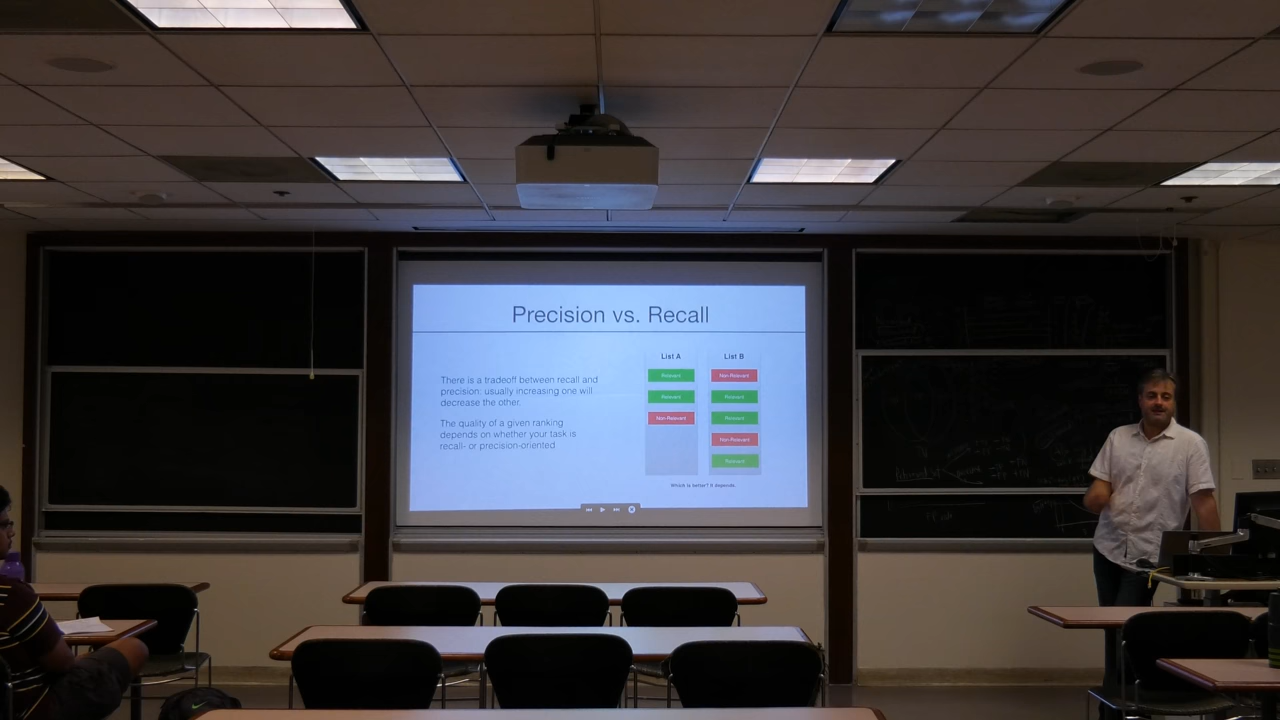 Precision vs. Recall
There is a tradeoff between recall and
precision: usually increasing one will
decrease the other.
The quality of a given ranking
depends on whether your task is
recall- or precision-oriented
List A
Relevant
Relevant
Non-Relevant
List B
Non-Relevant
Relevant
Relevant
Non-Relevant
Relevant
Which is better? It depends.